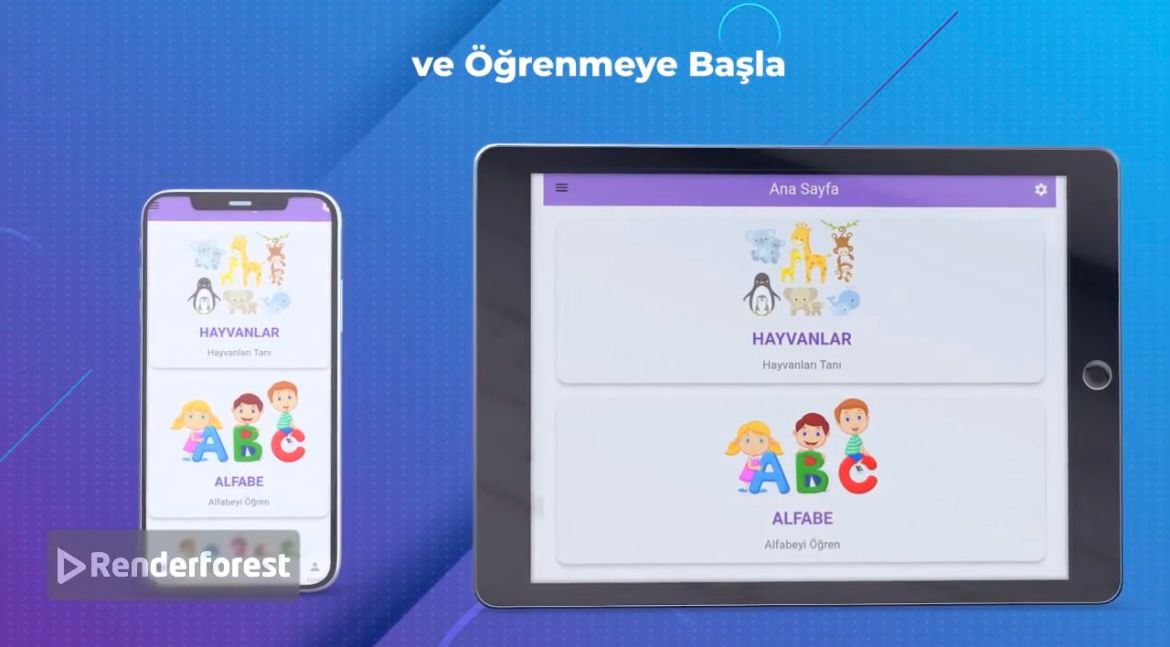 ve Öğrenmeye Başla
HAYVANLAR
Hayvanları Tanı
ALFABE
Alfabeyi Öğren
Renderforest
Ana Sayfa
HAYVANLAR
Hayvanları Tanı
ALFABE
Alfabeyi Öğren